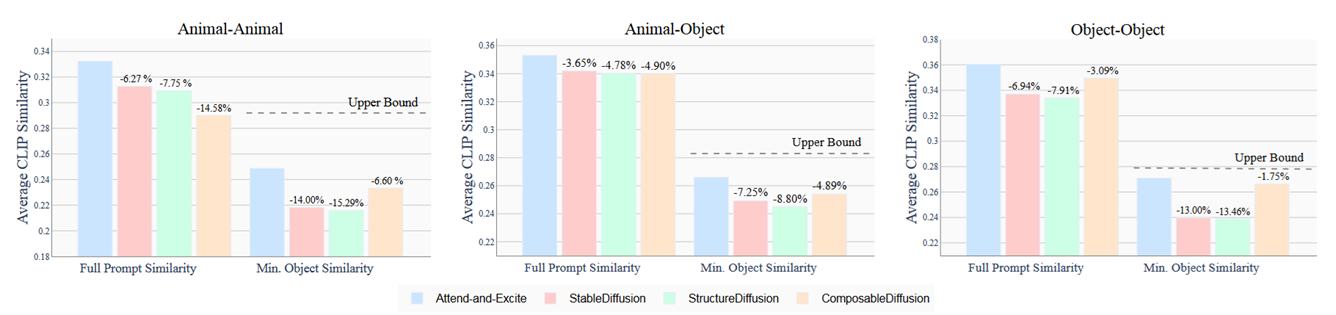 Animal-Animal
Average CLIP Similarity
0.34
0.32
0.3
0.28
0.26
0.24
0.22
0.2
0.18
-6.27 %
-7.75 %
-14.58%
Upper Bound
-14.00%
-15.29%
-6.60 %
Full Prompt Similarity
Min. Object Similarity
Animal-Object
Average CLIP Similarity
0.36
0.34
0.32
0.3
0.28
0.26
0.24
0.22
-3.65%
-4.78%
-4.90%
Upper Bound
-7.25%
-8.80%
-4.89%
Full Prompt Similarity
Min. Object Similarity
Object-Object
Average CLIP Similarity
0.38
0.36
0.34
0.32
0.3
0.28
0.26
0.24
0.22
-6.94%
-7.91%
-3.09%
Upper Bound
-13.00%
-13.46%
-1.75%
Full Prompt Similarity
Min. Object Similarity
Attend-and-Excite
StableDiffusion
StructureDiffusion
ComposableDiffusion